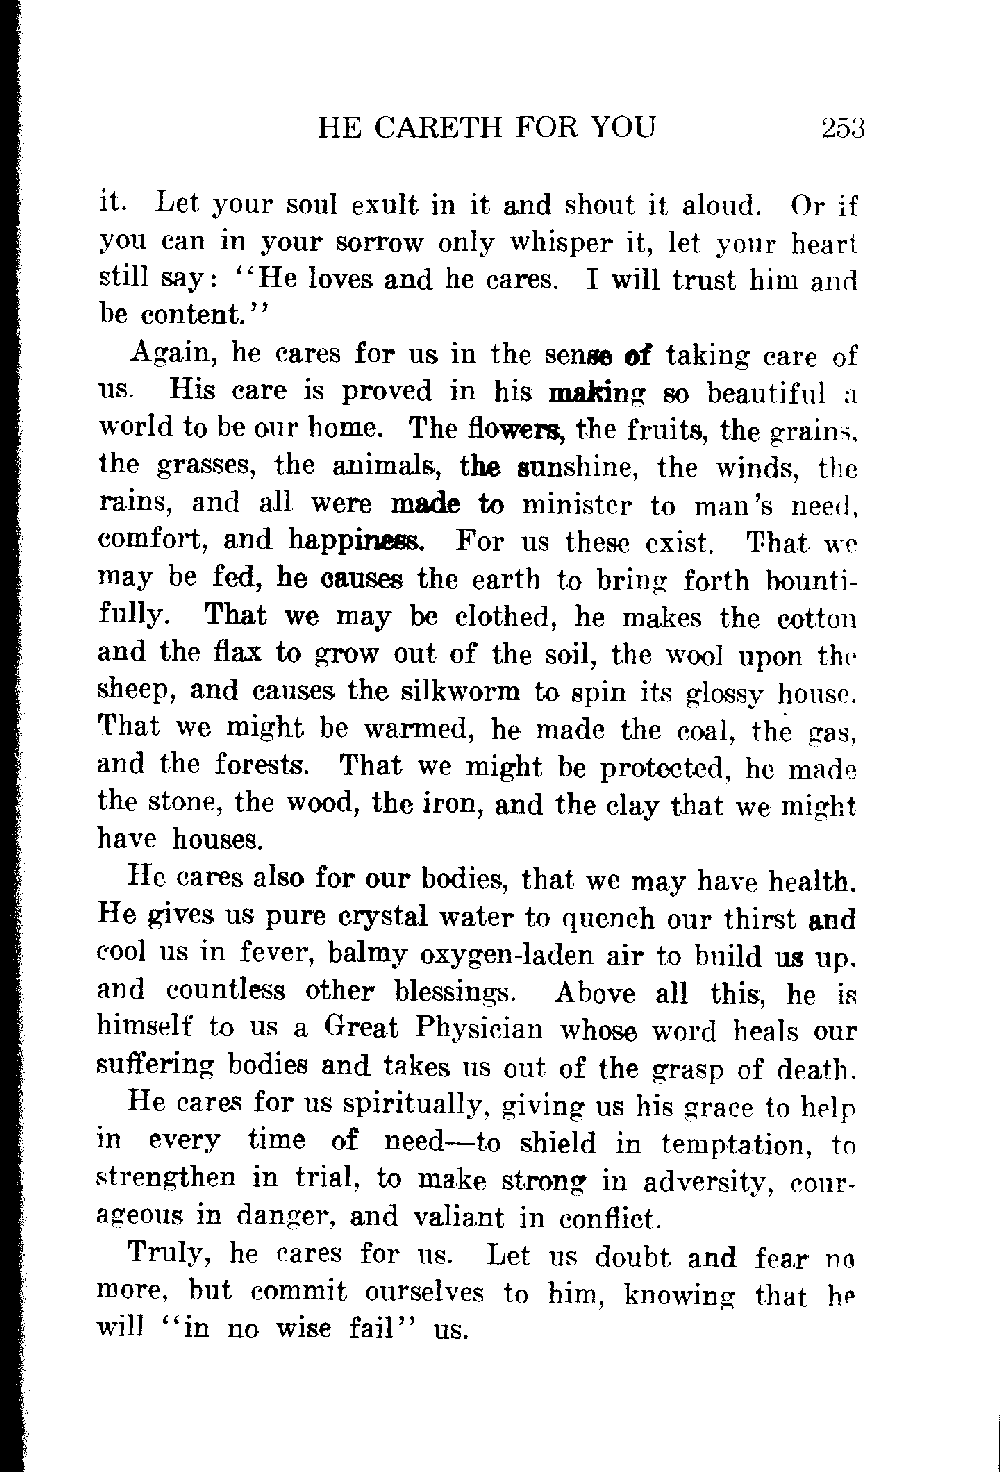 HE CARETH FOR YOU 253
it. Let your soul exult in it and shout it aloud. Or if
you can in your sorrow only whisper it, let your heart
still say: "He loves and he cares. I will trust him and
be content."
Again, he cares for us in the sense of taking care of
us. His care is proved in his making so beautiful a
world to be our home. The flowers, the fruits, the grains,
the grasses, the animals, the sunshine, the winds, the
rains, and all were made to minister to man's need,
comfort, and happiness. For us these exist. That we
may be fed, he causes the earth to bring forth bounti-
fully. That we may be clothed, he makes the cotton
and the flax to grow out of the soil, the wool upon the
sheep, and causes the silkworm to spin its glossy house.
That we might be warmed, he made the coal, the gas,
and the forests. That we might be protected, he made
the stone, the wood, the iron, and the clay that we might
have houses.
He cares also for our bodies, that we may have health.
He gives us pure crystal water to quench our thirst and
cool us in fever, balmy oxygen-laden air to build us up,
and countless other blessings. Above all this, he is
himself to us a Great Physician whose word heals our
suffering bodies and takes us out of the grasp of death.
He cares for us spiritually, giving us his grace to help
in every time of need—to shield in temptation, to
strengthen in trial, to make strong in adversity, cour-
ageous in danger, and valiant in conflict.
Truly, he cares for us. Let us doubt and fear no
more, but commit ourselves to him, knowing that he
will "in no wise fail" us.